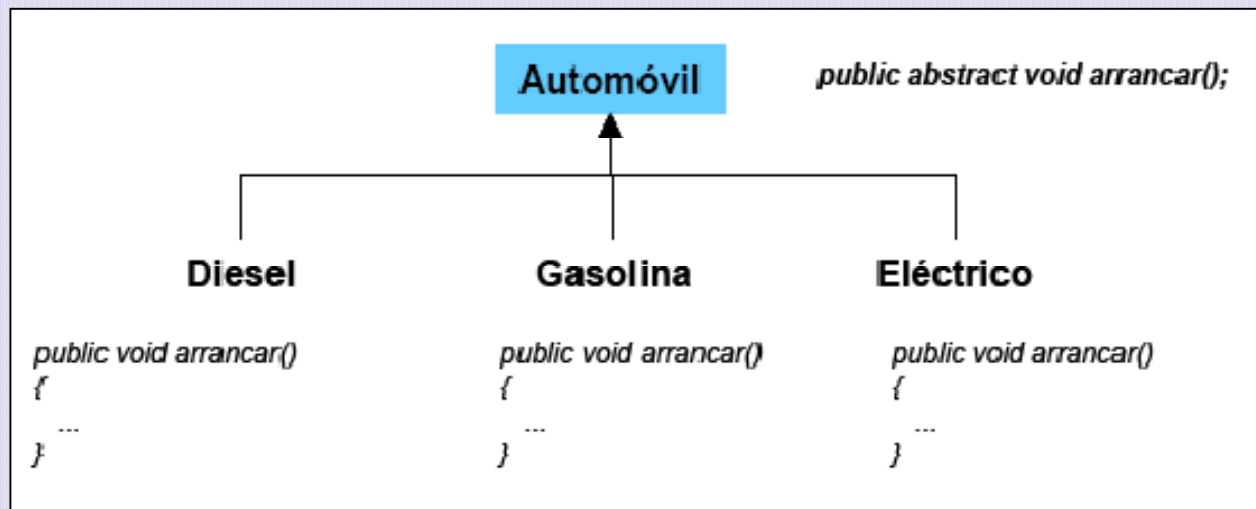 Automóvil
public abstract void arrancar();
Diesel
Gasolina
Eléctrico
public void arrancar()
{
...
}
public void arrancar()
{
...
}
public void arrancar()
{
...
}